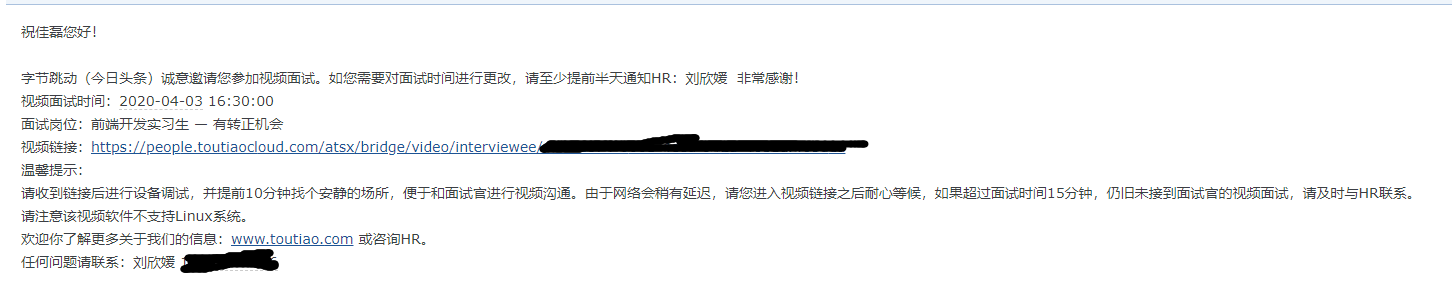 祝佳磊您好！
字节跳动（今日头条）诚意邀请您参加视频面试。如您需要对面试时间进行更改，请至少提前半天通知HR：刘欣嫒 非常感谢！
视频面试时间：2020-04-03 16:30:00
面试岗位：前端开发实习生 — 有转正机会
视频链接：https://people.toutiaocloud.com/atsx/bridge/video/interviewee/
温馨提示：
请收到链接后进行设备调试，并提前10分钟找个安静的场所，便于和面试官进行视频沟通。由于网络会稍有延迟，请您进入视频链接之后耐心等候，如果超过面试时间15分钟，仍旧未接到面试官的视频面试，请及时与HR联系。
请注意该视频软件不支持Linux系统。
欢迎你了解更多关于我们的信息：www.toutiao.com 或咨询HR。
任何问题请联系：刘欣嫒